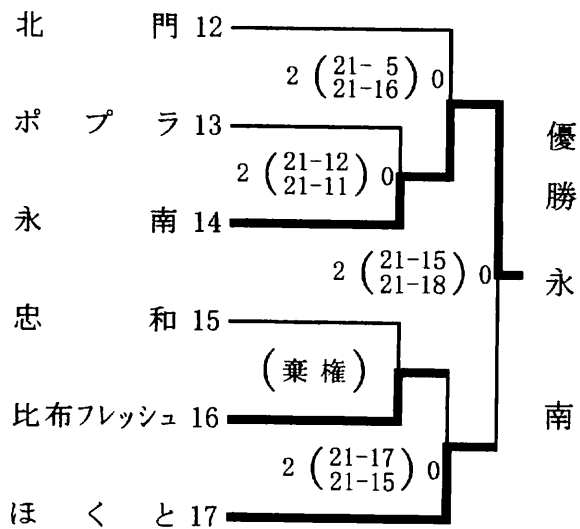 北門 12
2 (21-5 21-16) 0
ポプラ 13
2 (21-12 21-11) 0
永南 14
2 (21-15 21-18) 0
忠和 15
(棄権)
比布フレッシュ 16
2 (21-17 21-15) 0
ほくと 17
優勝 永南